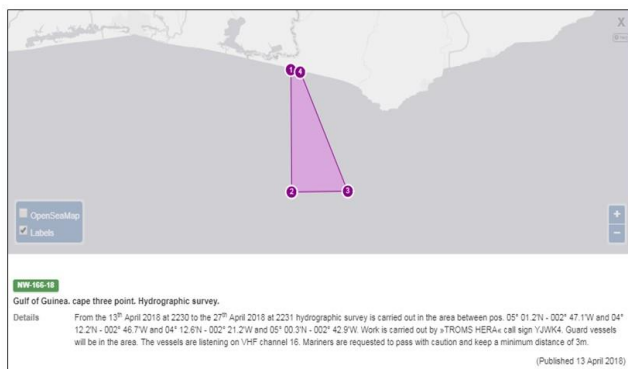 X
1 4
2 3
OpenSeaMap
Labels
+
−
NW-166-18
Gulf of Guinea. cape three point. Hydrographic survey.
Details From the 13th April 2018 at 2230 to the 27th April 2018 at 2231 hydrographic survey is carried out in the area between pos. 05° 01.2'N - 002° 47.1'W and 04°
12.2'N - 002° 46.7'W and 04° 12.6'N - 002° 21.2'W and 05° 00.3'N - 002° 42.9'W. Work is carried out by »TROMS HERA« call sign YJWK4. Guard vessels
will be in the area. The vessels are listening on VHF channel 16. Mariners are requested to pass with caution and keep a minimum distance of 3m.
(Published 13 April 2018)